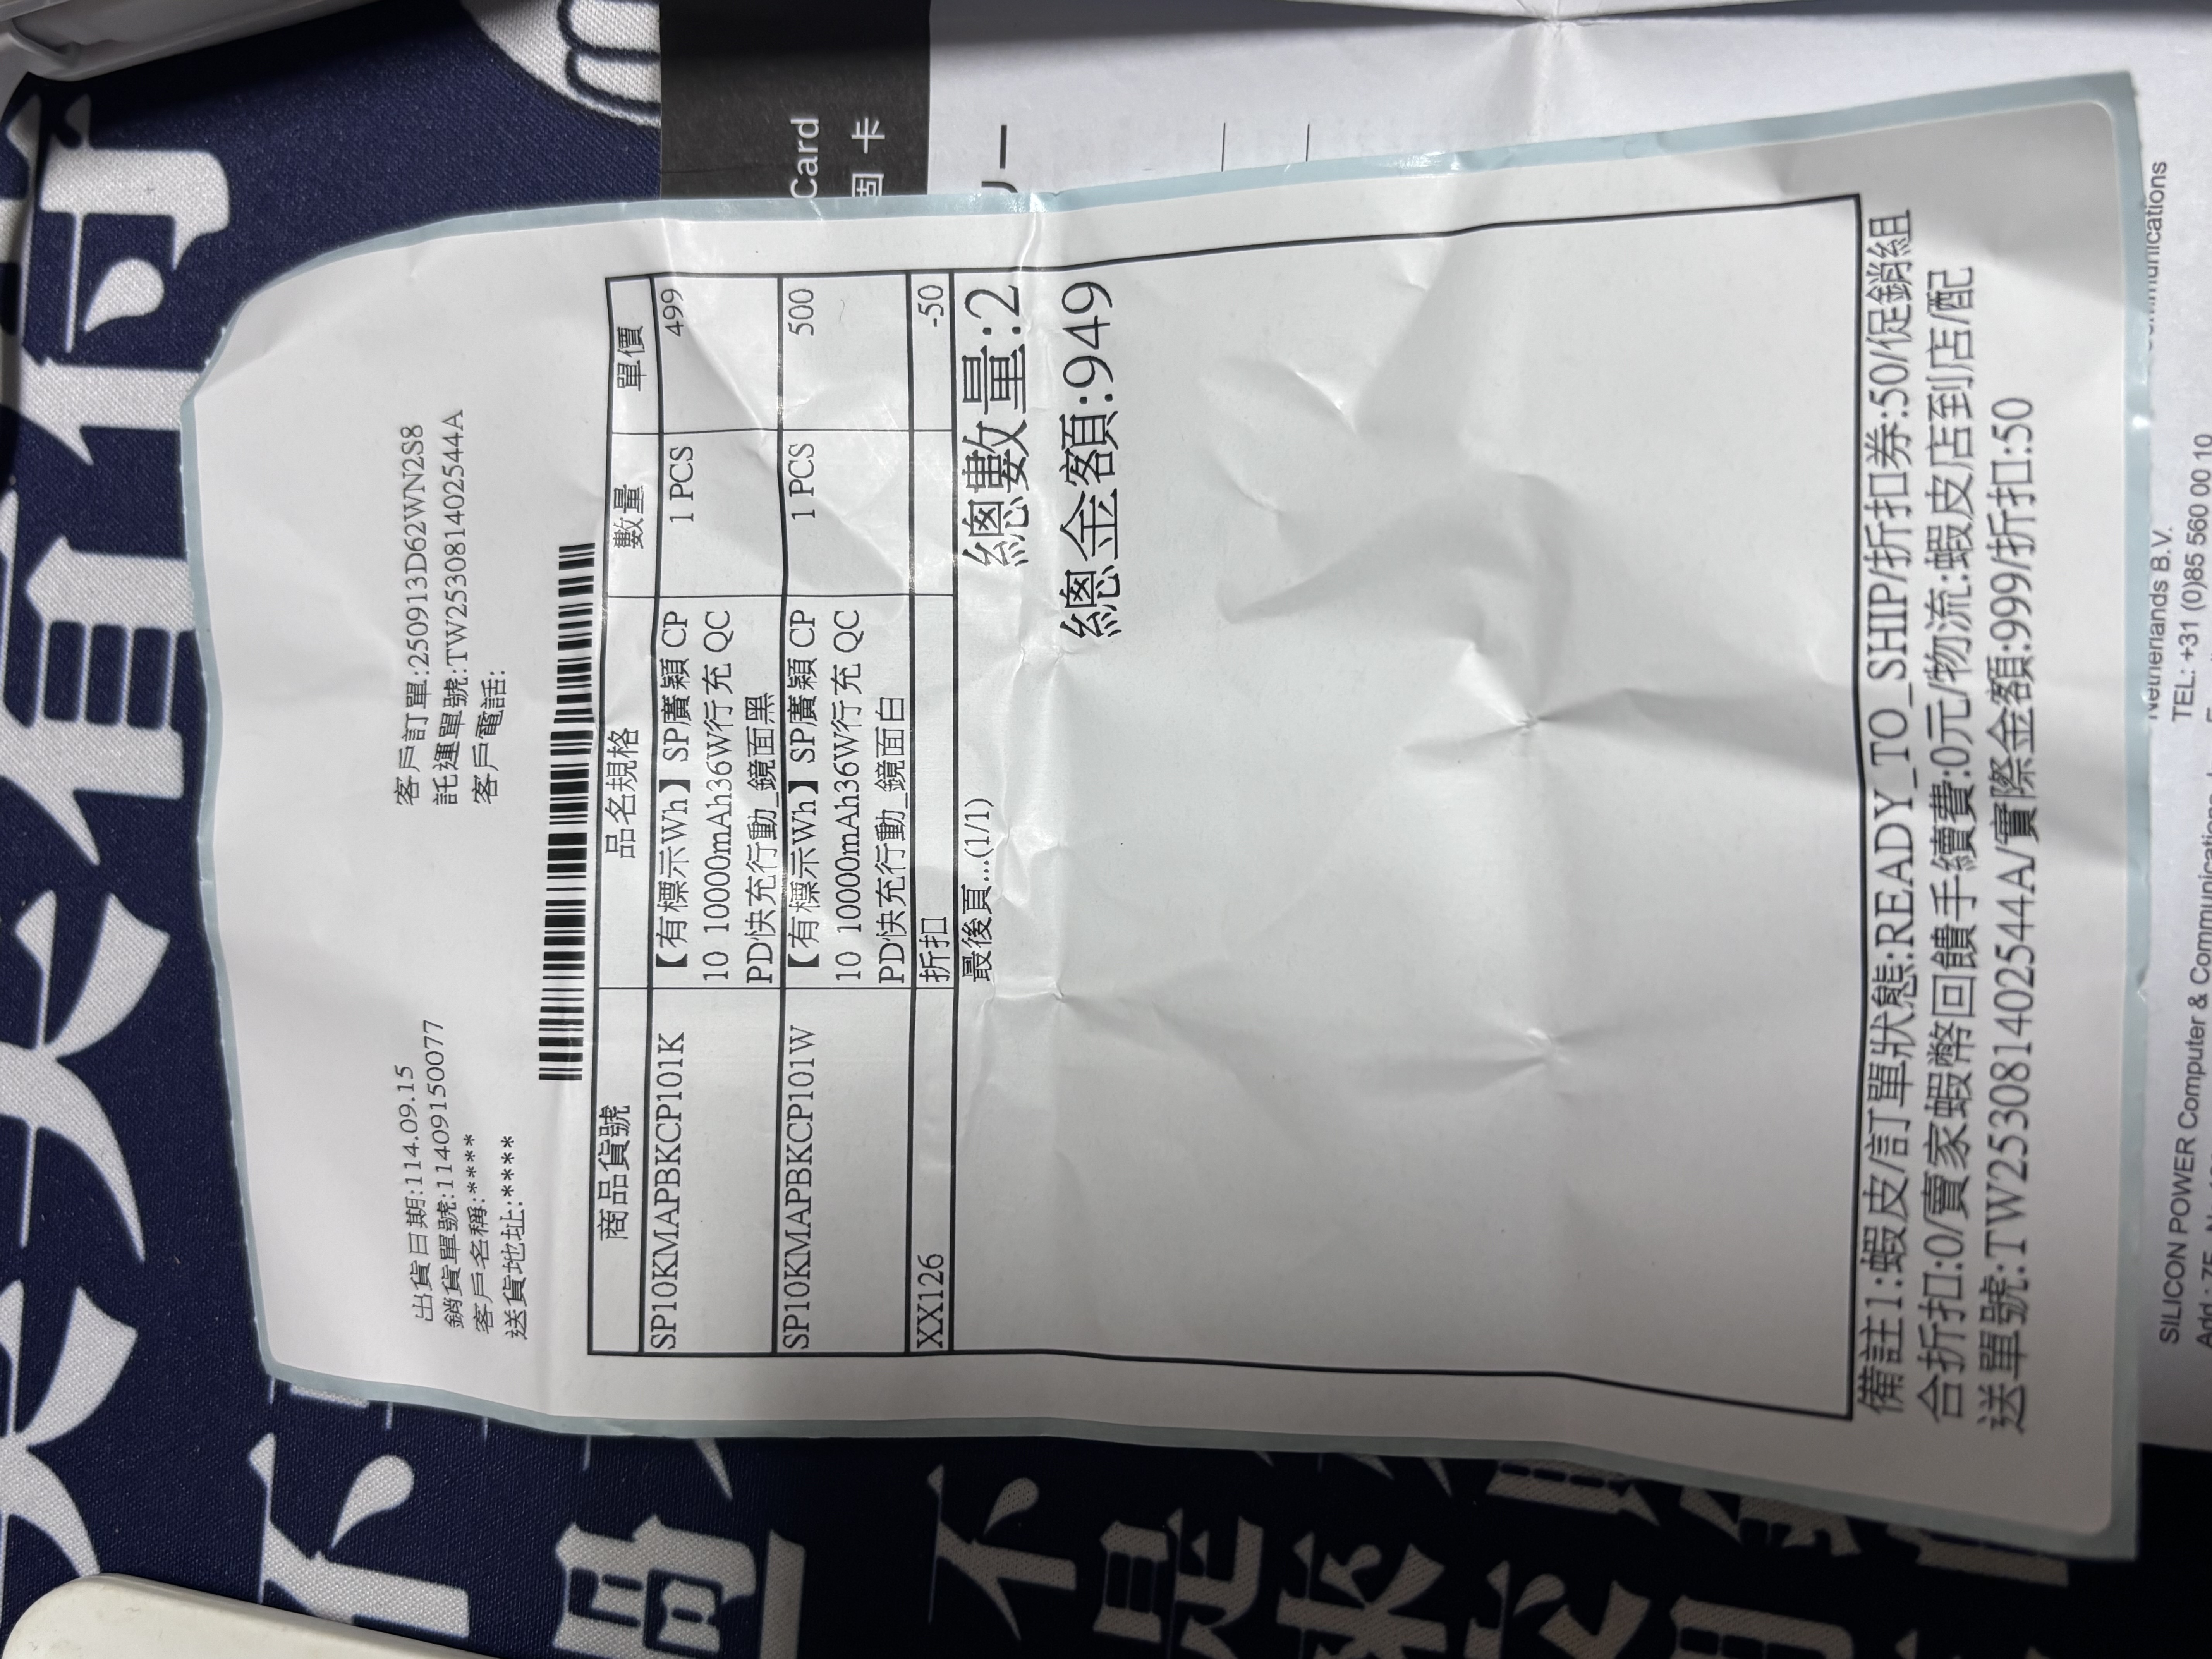 出貨日期:114.09.15
銷貨單號:11409150077
客戶名稱:****
送貨地址:****
客戶訂單:250913D62WN2S8
託運單號:TW253081402544A
客戶電話:
商品貨號 品名規格 數量 單價
SP10KMAPBKCP101K 【有標示Wh】SP廣穎 CP 1 PCS 499
10 10000mAh36W行充 QC
PD快充行動_鏡面黑
SP10KMAPBKCP101W 【有標示Wh】SP廣穎 CP 1 PCS 500
10 10000mAh36W行充 QC
PD快充行動_鏡面白
XX126 折扣 -50
最後頁...(1/1)
總數量:2
總金額:949
備註1:蝦皮/訂單狀態:READY_TO_SHIP/折扣券:50/促銷組
合折扣:0/賣家蝦幣回饋手續費:0元/物流:蝦皮店到店/配
送單號:TW253081402544A/實際金額:999/折扣:50
Card
固卡
SILICON POWER Computer & Communications
Netherlands B.V.
TEL: +31 (0)85 560 00 10
不是來